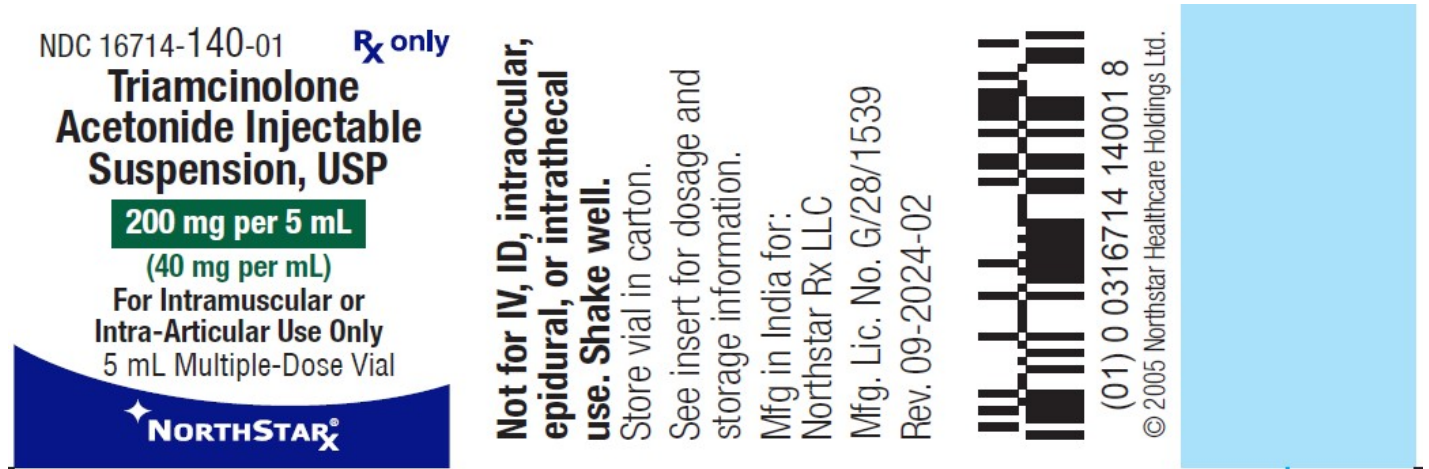 NDC 16714-140-01 Rx only
Triamcinolone
Acetonide Injectable
Suspension, USP
200 mg per 5 mL
(40 mg per mL)
For Intramuscular or
Intra-Articular Use Only
5 mL Multiple-Dose Vial
NORTHSTARx®
Not for IV, ID, intraocular,
epidural, or intrathecal
use. Shake well.
Store vial in carton.
See insert for dosage and
storage information.
Mfg in India for:
Northstar Rx LLC
Mfg. Lic. No. G/28/1539
Rev. 09-2024-02
(01) 0 0316714 14001 8
© 2005 Northstar Healthcare Holdings Ltd.